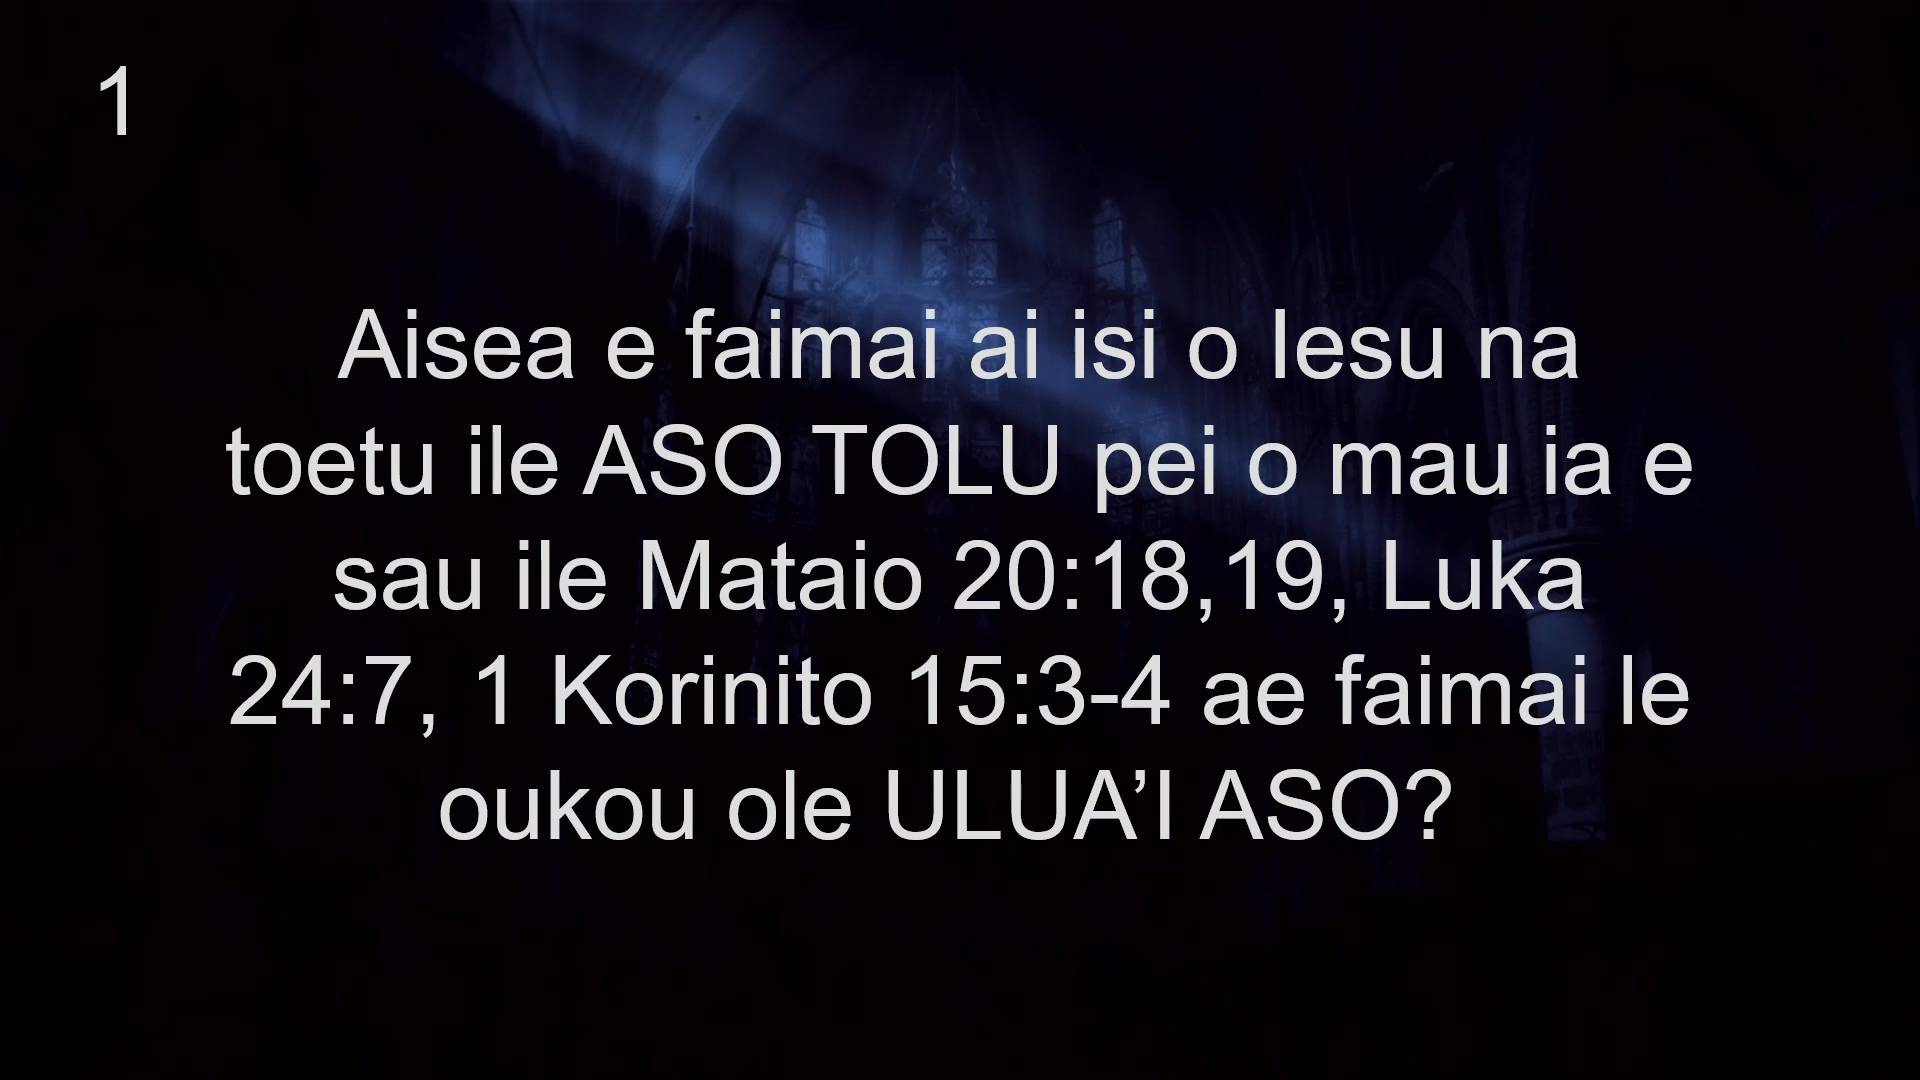 1
Aisea e faimai ai isi o Iesu na
toetu ile ASO TOLU pei o mau ia e
sau ile Mataio 20:18,19, Luka
24:7, 1 Korinito 15:3-4 ae faimai le
oukou ole ULUA’I ASO?